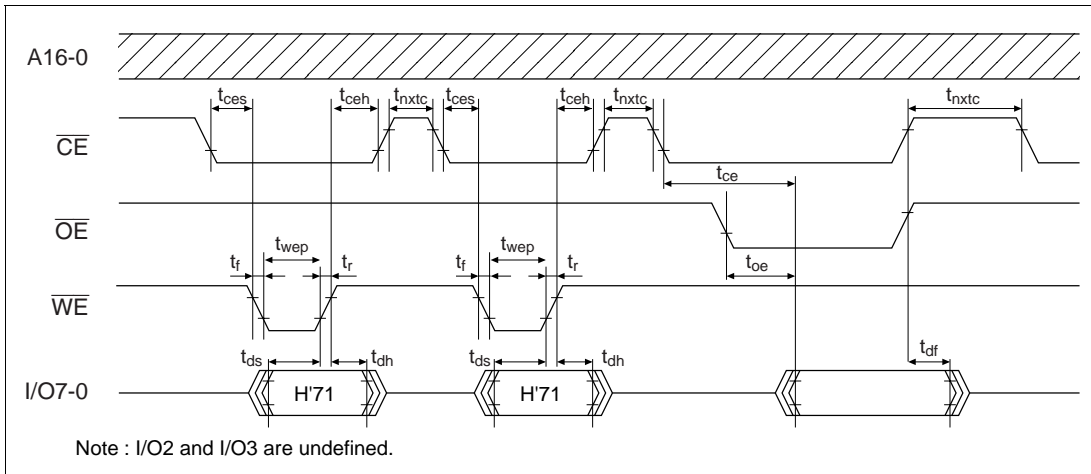 A16-0
tces tceh tnxtc tces tceh tnxtc tnxtc
CE
tce
OE
twep twep
tf tr tf tr toe
WE
tds tdh tds tdh tdf
I/O7-0 H'71 H'71
Note : I/O2 and I/O3 are undefined.